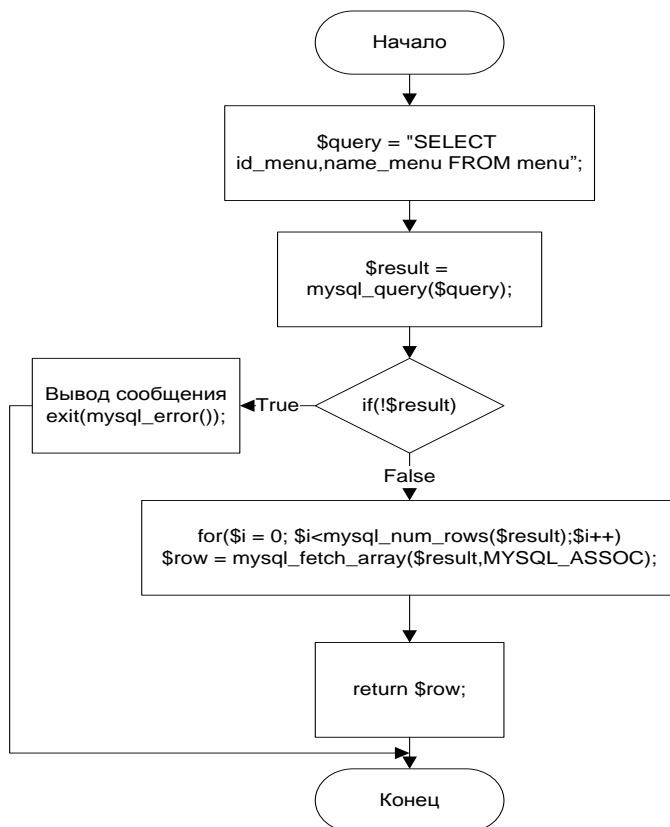 Начало
$query = "SELECT
id_menu,name_menu FROM menu”;
$result =
mysql_query($query);
Вывод сообщения
exit(mysql_error());
True
if(!$result)
False
for($i = 0; $i<mysql_num_rows($result);$i++)
$row = mysql_fetch_array($result,MYSQL_ASSOC);
return $row;
Конец